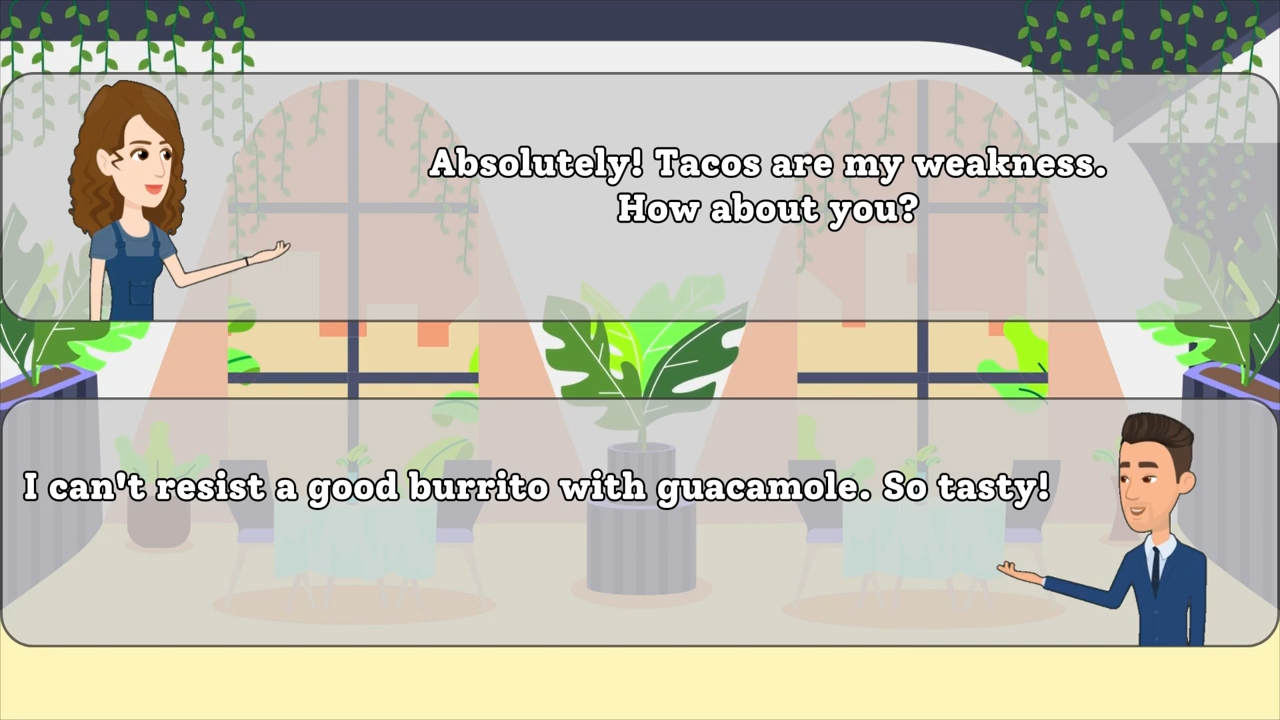 Absolutely! Tacos are my weakness.
How about you?
I can't resist a good burrito with guacamole. So tasty!